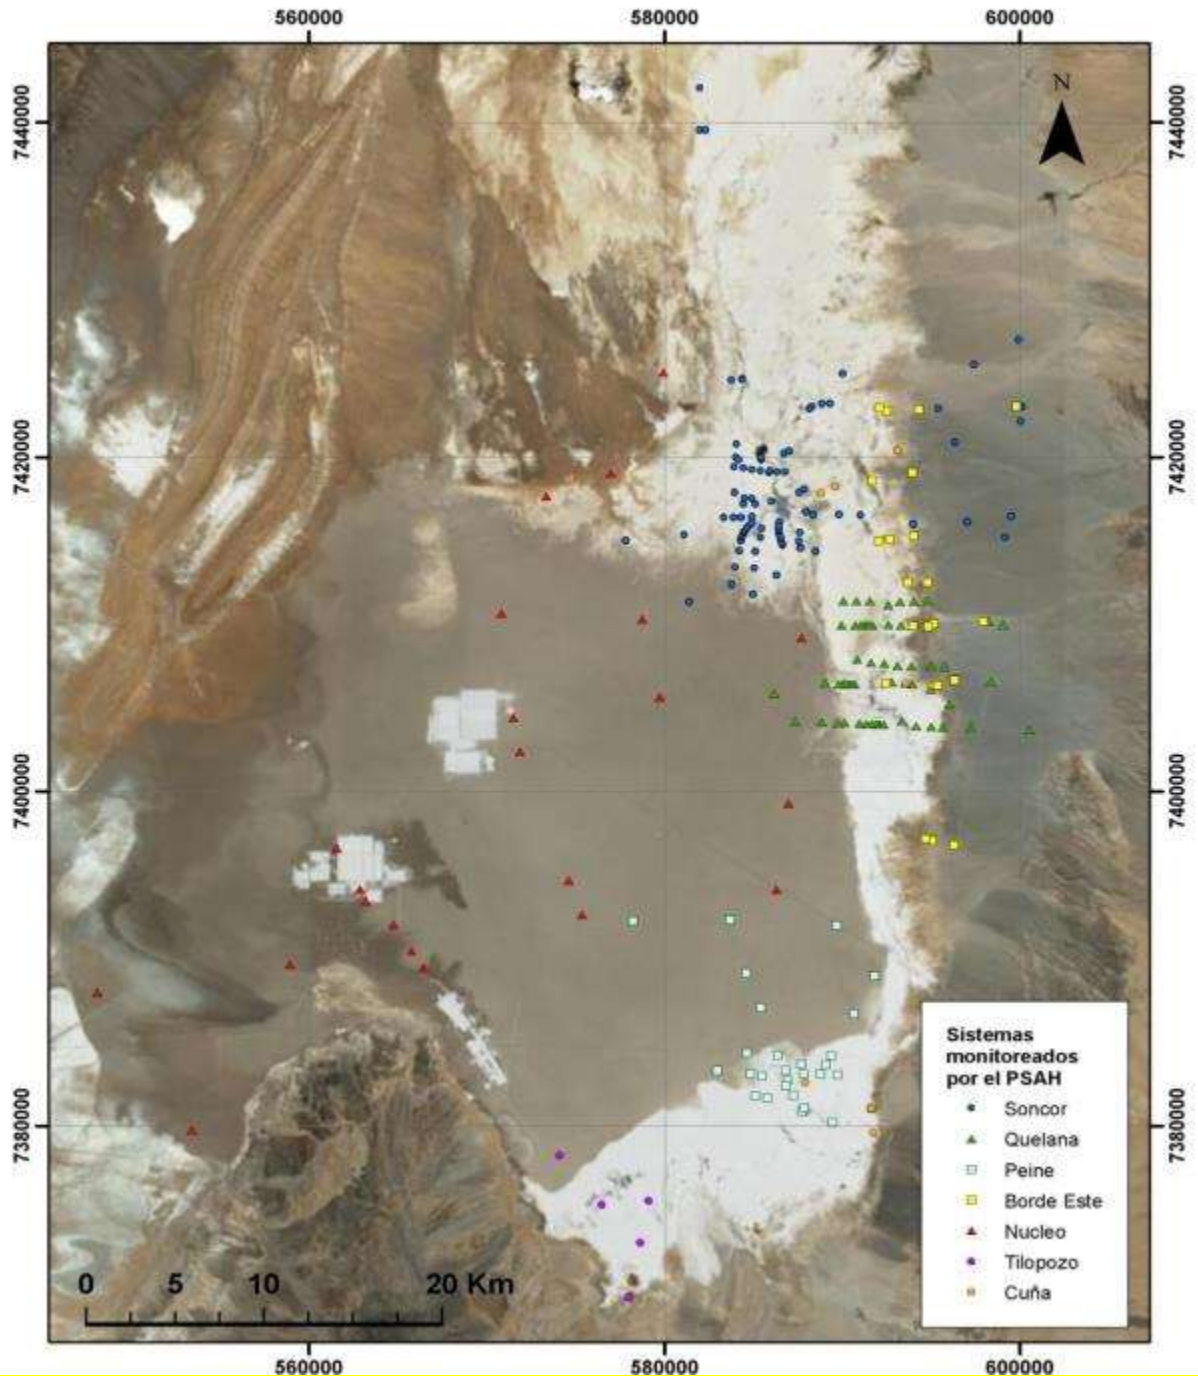 560000 580000 600000
N
7440000 7440000
7420000 7420000
7400000 7400000
7380000 7380000
Sistemas
monitoreados
por el PSAH
Soncor
Quelana
Peine
Borde Este
Nucleo
Tilopozo
Cuña
0 5 10 20 Km
560000 580000 600000